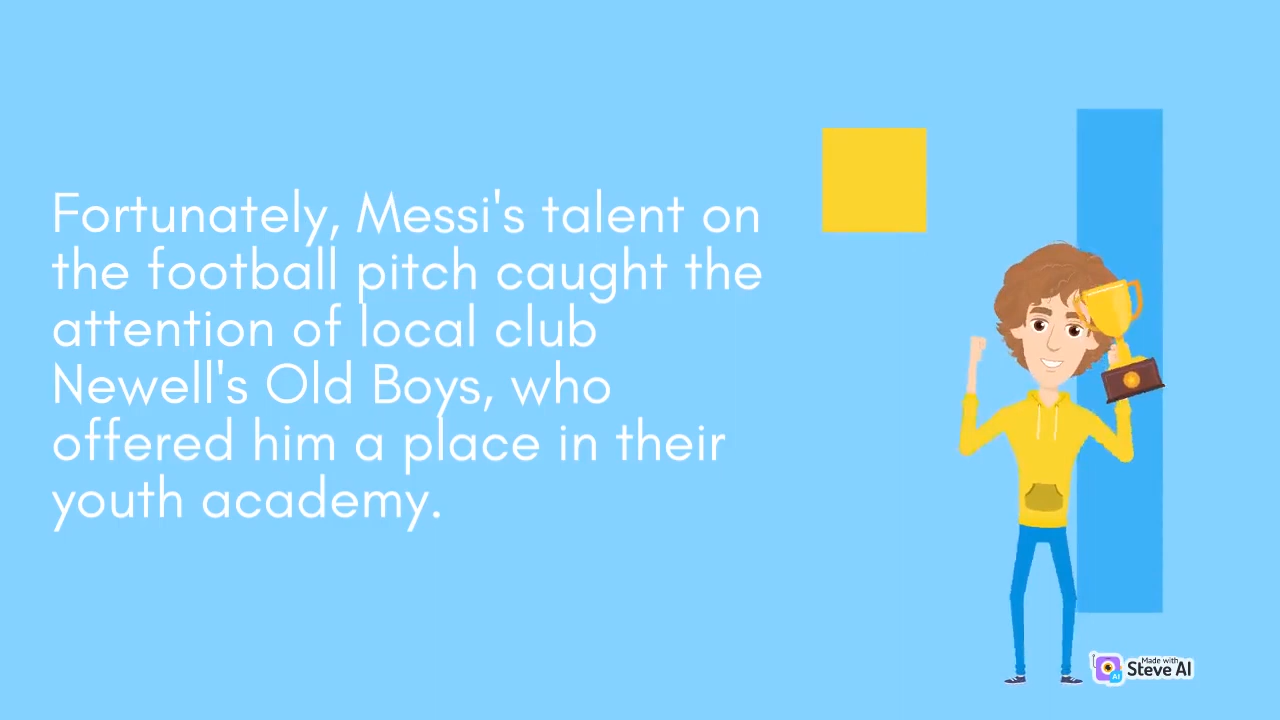 Fortunately, Messi's talent on
the football pitch caught the
attention of local club
Newell's Old Boys, who
offered him a place in their
youth academy.
Made with
Steve AI
AI